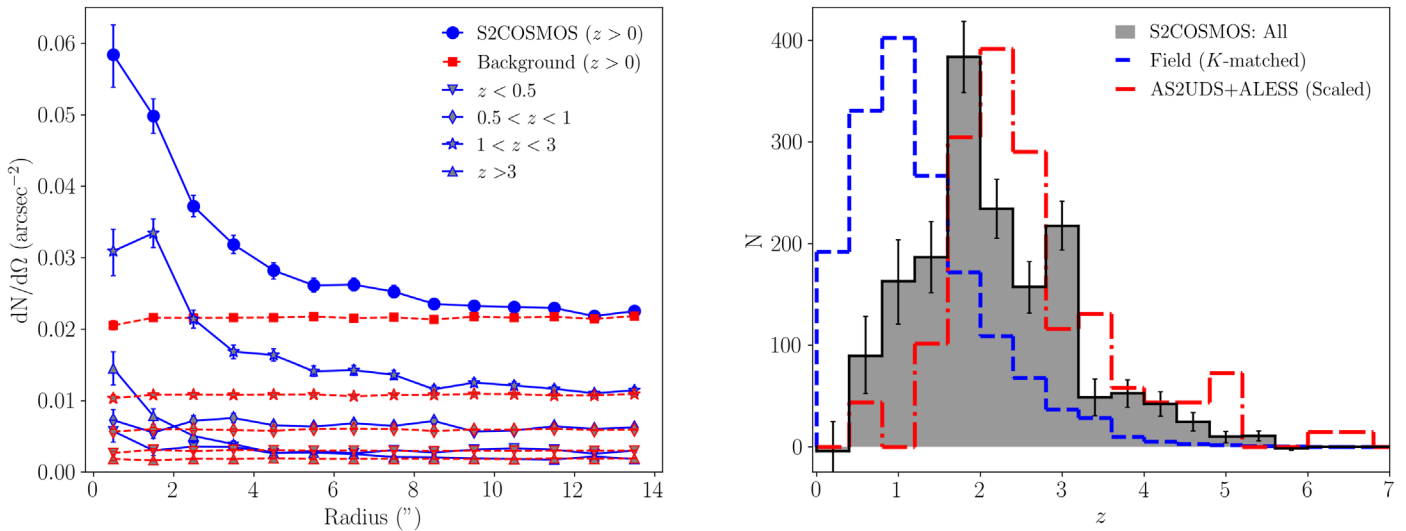 S2COSMOS (z > 0)
Background (z > 0)
z < 0.5
0.5 < z < 1
1 < z < 3
z >3
dN/dΩ (arcsec⁻²)
0.06
0.05
0.04
0.03
0.02
0.01
0.00
0 2 4 6 8 10 12 14
Radius (”)
S2COSMOS: All
Field (K-matched)
AS2UDS+ALESS (Scaled)
N
400
300
200
100
0
0 1 2 3 4 5 6 7
z